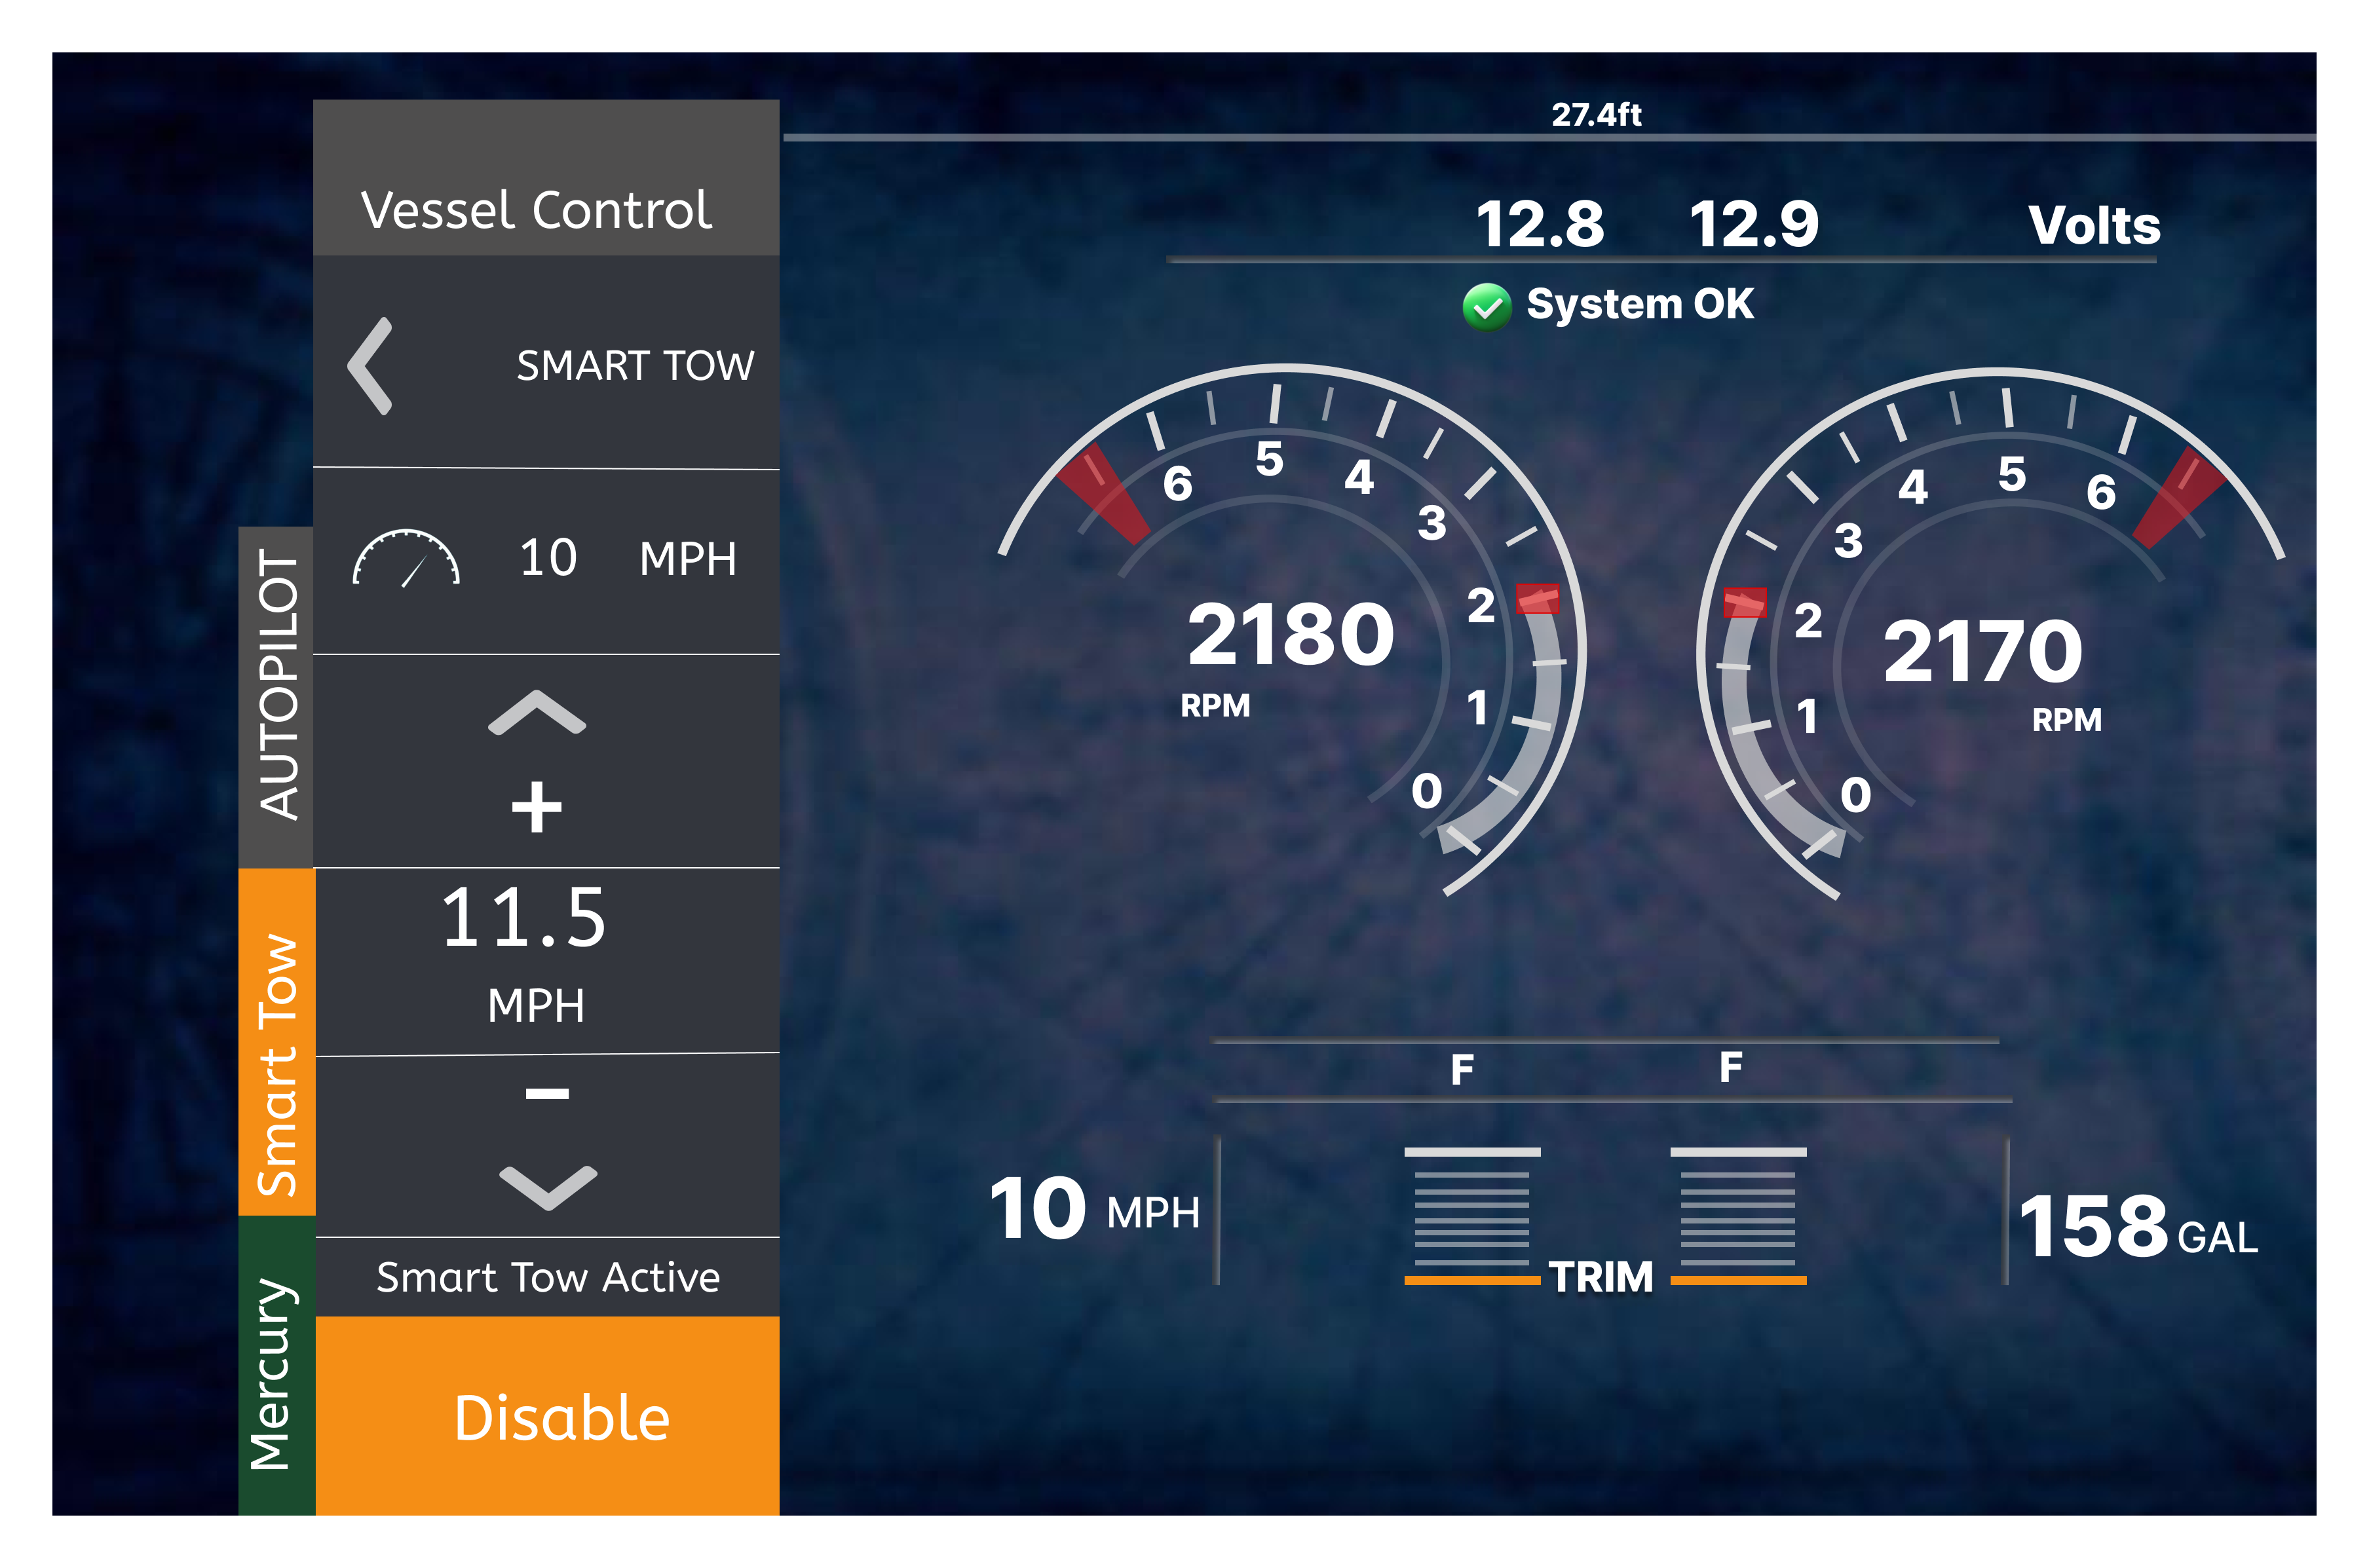 Vessel Control
SMART TOW
10 MPH
+
11.5
MPH
−
Smart Tow Active
Disable
AUTOPILOT
Smart Tow
Mercury
27.4ft
12.8 12.9 Volts
System OK
6 5 4 3 2 1 0
2180
RPM
6 5 4 3 2 1 0
2170
RPM
F F
10 MPH
TRIM
158 GAL